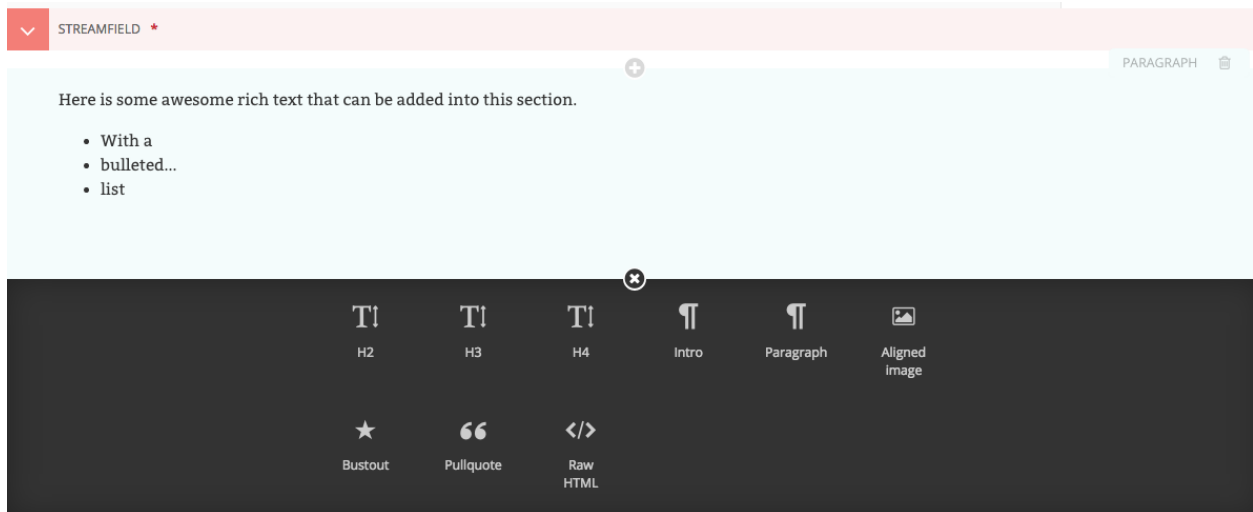 STREAMFIELD *
PARAGRAPH
Here is some awesome rich text that can be added into this section.
• With a
• bulleted...
• list
H2 H3 H4 Intro Paragraph Aligned
image
Bustout Pullquote Raw
HTML